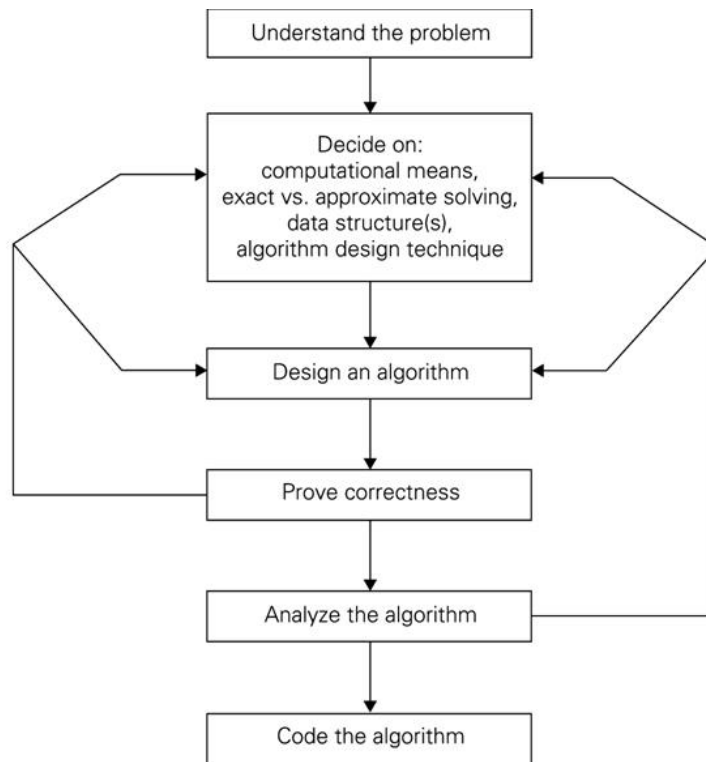 Understand the problem
Decide on:
computational means,
exact vs. approximate solving,
data structure(s),
algorithm design technique
Design an algorithm
Prove correctness
Analyze the algorithm
Code the algorithm